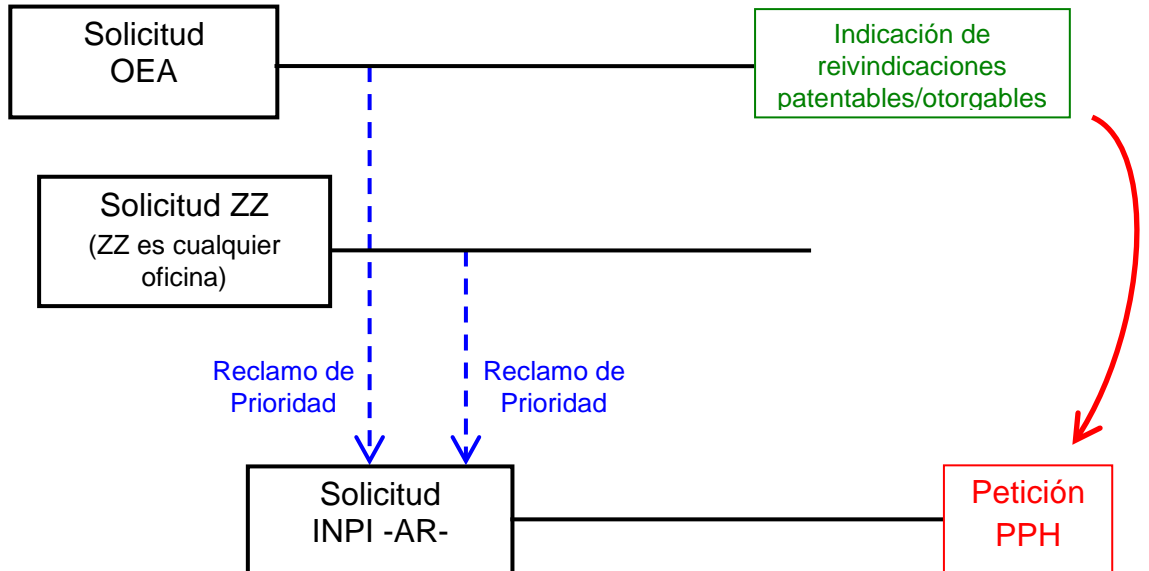 Solicitud
OEA
Indicación de
reivindicaciones
patentables/otorgables
Solicitud ZZ
(ZZ es cualquier
oficina)
Reclamo de
Prioridad
Reclamo de
Prioridad
Solicitud
INPI -AR-
Petición
PPH